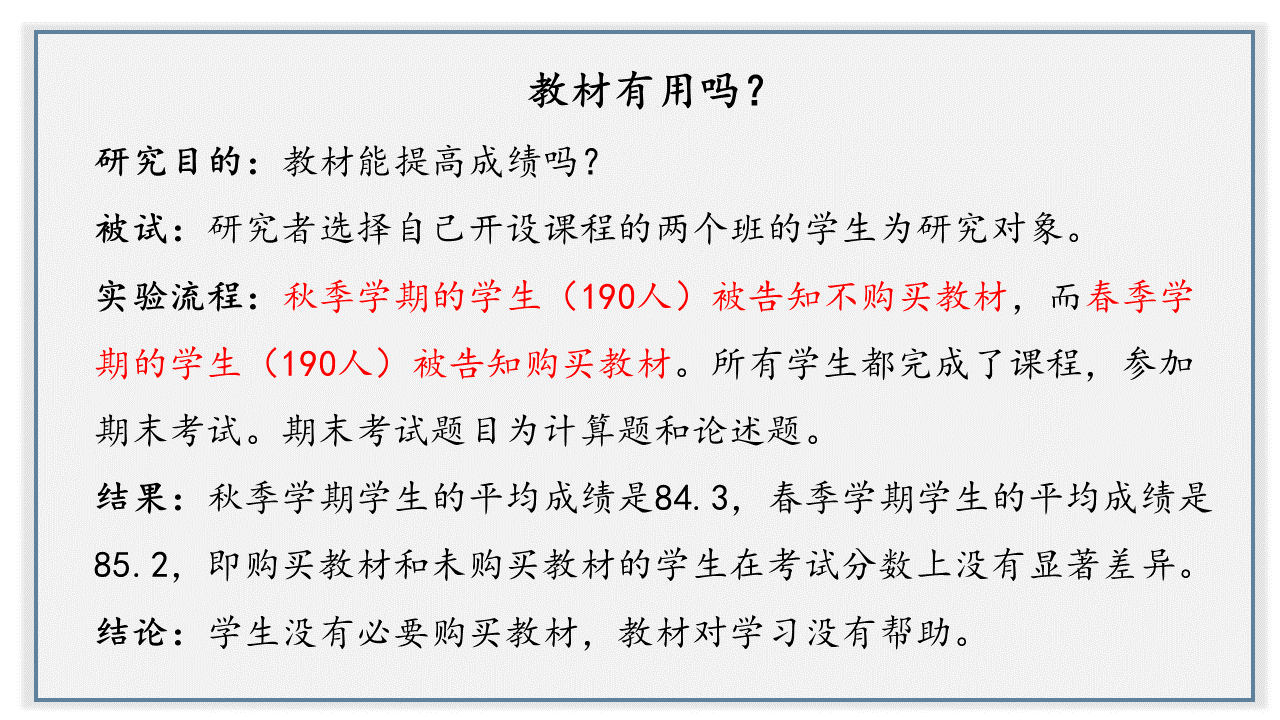 教材有用吗？
研究目的：教材能提高成绩吗？
被试：研究者选择自己开设课程的两个班的学生为研究对象。
实验流程：秋季学期的学生（190人）被告知不购买教材，而春季学
期的学生（190人）被告知购买教材。所有学生都完成了课程，参加
期末考试。期末考试题目为计算题和论述题。
结果：秋季学期学生的平均成绩是84.3，春季学期学生的平均成绩是
85.2，即购买教材和未购买教材的学生在考试分数上没有显著差异。
结论：学生没有必要购买教材，教材对学习没有帮助。